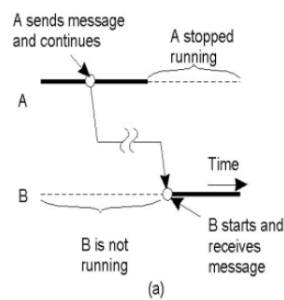 A sends message
and continues
A stopped
running
A
Time
B
B is not
running
B starts and
receives
message
(a)